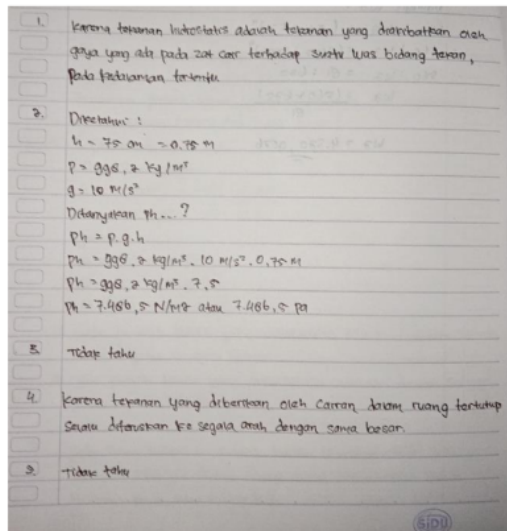 1. Karena tekanan hidrostatis adalah tekanan yang diambatkan oleh
gaya yang ada pada zat cair terhadap suatu luas bidang tekan,
pada kedalaman tertentu
2. Diketahui :
h = 75 cm = 0,75 m
P = 998,2 kg/m³
g = 10 m/s²
Ditanyakan Ph...?
Ph = p.g.h
Ph = 998,2 kg/m³. 10 m/s². 0,75 m
Ph = 998,2 kg/m³. 7,5
Ph = 7.486,5 N/M2 atau 7.486,5 pa
3. Tidak tahu
4. Karena tekanan yang diberikan oleh cairan dalam ruang tertutup
selalu diteruskan ke segala arah dengan sama besar.
5. Tidak tahu
SiDU